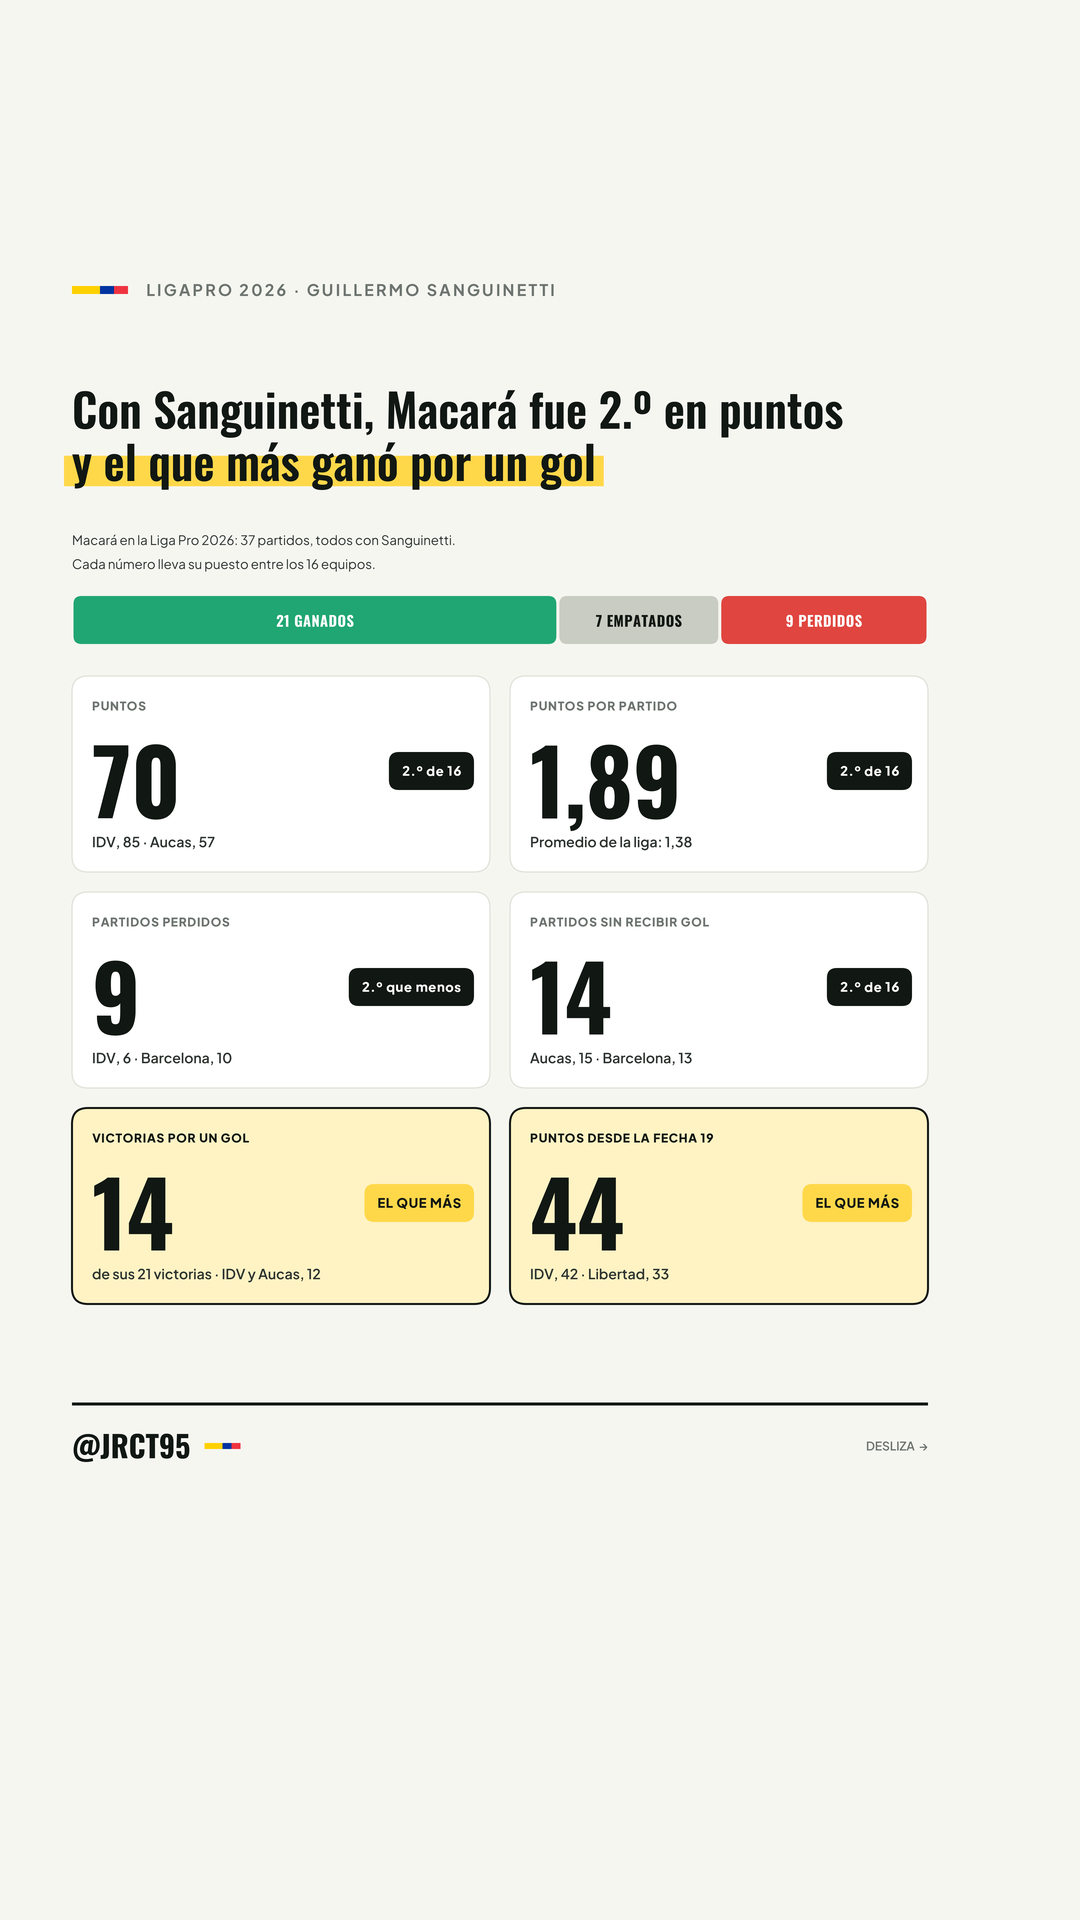 LIGAPRO 2026 · GUILLERMO SANGUINETTI
Con Sanguinetti, Macará fue 2.º en puntos
y el que más ganó por un gol
Macará en la Liga Pro 2026: 37 partidos, todos con Sanguinetti.
Cada número lleva su puesto entre los 16 equipos.
21 GANADOS
7 EMPATADOS
9 PERDIDOS
PUNTOS
70
2.º de 16
IDV, 85 · Aucas, 57
PUNTOS POR PARTIDO
1,89
2.º de 16
Promedio de la liga: 1,38
PARTIDOS PERDIDOS
9
2.º que menos
IDV, 6 · Barcelona, 10
PARTIDOS SIN RECIBIR GOL
14
2.º de 16
Aucas, 15 · Barcelona, 13
VICTORIAS POR UN GOL
14
EL QUE MÁS
de sus 21 victorias · IDV y Aucas, 12
PUNTOS DESDE LA FECHA 19
44
EL QUE MÁS
IDV, 42 · Libertad, 33
@JRCT95
DESLIZA →